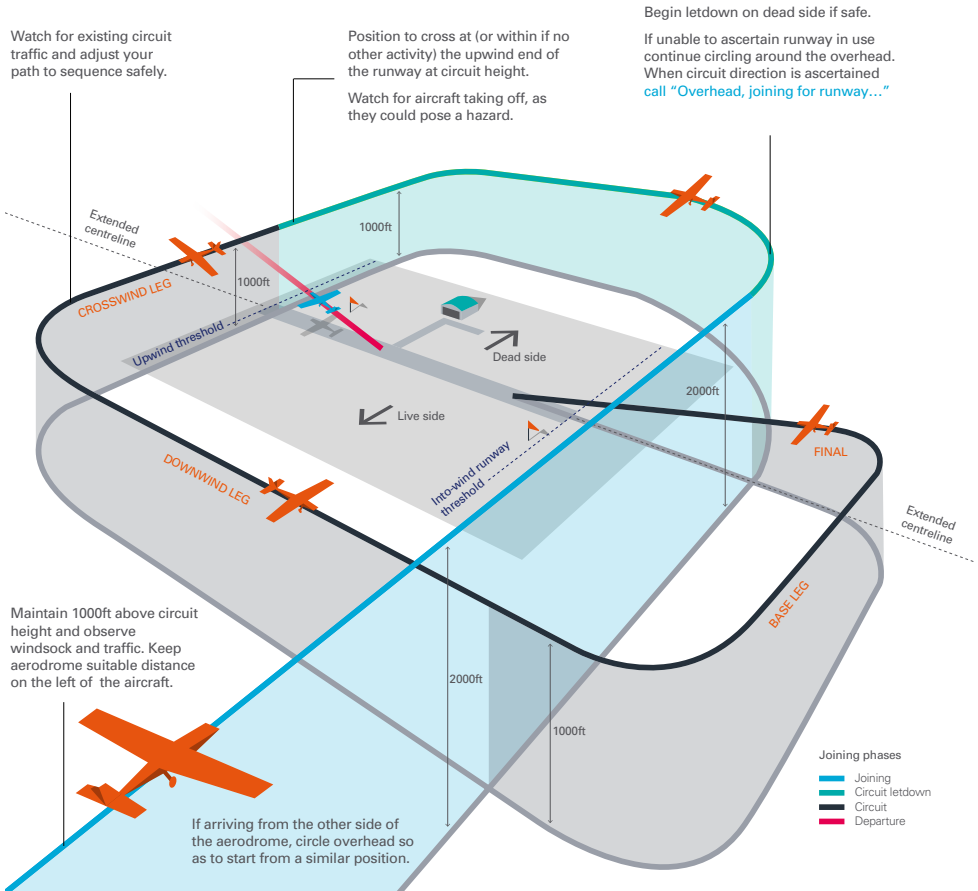 Watch for existing circuit
traffic and adjust your
path to sequence safely.
Position to cross at (or within if no
other activity) the upwind end of
the runway at circuit height.
Watch for aircraft taking off, as
they could pose a hazard.
Begin letdown on dead side if safe.
If unable to ascertain runway in use
continue circling around the overhead.
When circuit direction is ascertained
call “Overhead, joining for runway…”
Extended
centreline
1000ft
1000ft
CROSSWIND LEG
Upwind threshold
Dead side
2000ft
Live side
FINAL
Into-wind runway
threshold
DOWNWIND LEG
Extended
centreline
BASE LEG
Maintain 1000ft above circuit
height and observe
windsock and traffic. Keep
aerodrome suitable distance
on the left of the aircraft.
2000ft
1000ft
If arriving from the other side of
the aerodrome, circle overhead so
as to start from a similar position.
Joining phases
Joining
Circuit letdown
Circuit
Departure